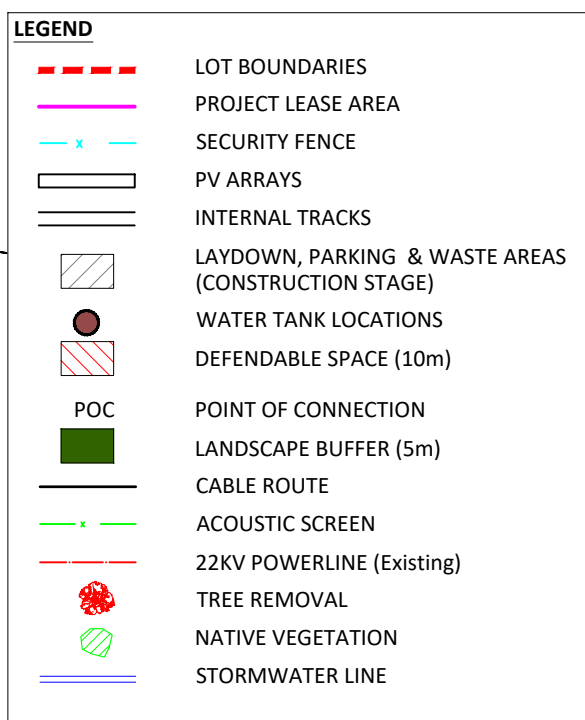 LEGEND
LOT BOUNDARIES
PROJECT LEASE AREA
x SECURITY FENCE
PV ARRAYS
INTERNAL TRACKS
LAYDOWN, PARKING & WASTE AREAS
(CONSTRUCTION STAGE)
WATER TANK LOCATIONS
DEFENDABLE SPACE (10m)
POC POINT OF CONNECTION
LANDSCAPE BUFFER (5m)
CABLE ROUTE
x ACOUSTIC SCREEN
22KV POWERLINE (Existing)
TREE REMOVAL
NATIVE VEGETATION
STORMWATER LINE